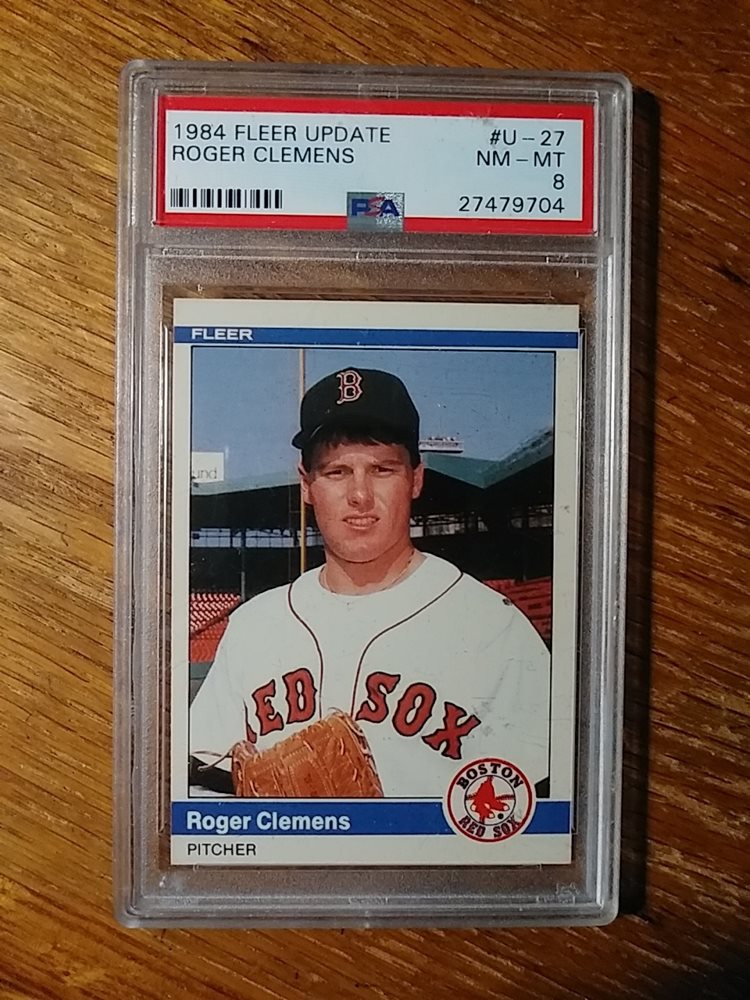 1984 FLEER UPDATE #U-27
ROGER CLEMENS NM-MT
8
PSA 27479704
FLEER
B
und
RED SOX
BOSTON
RED SOX
Roger Clemens
PITCHER